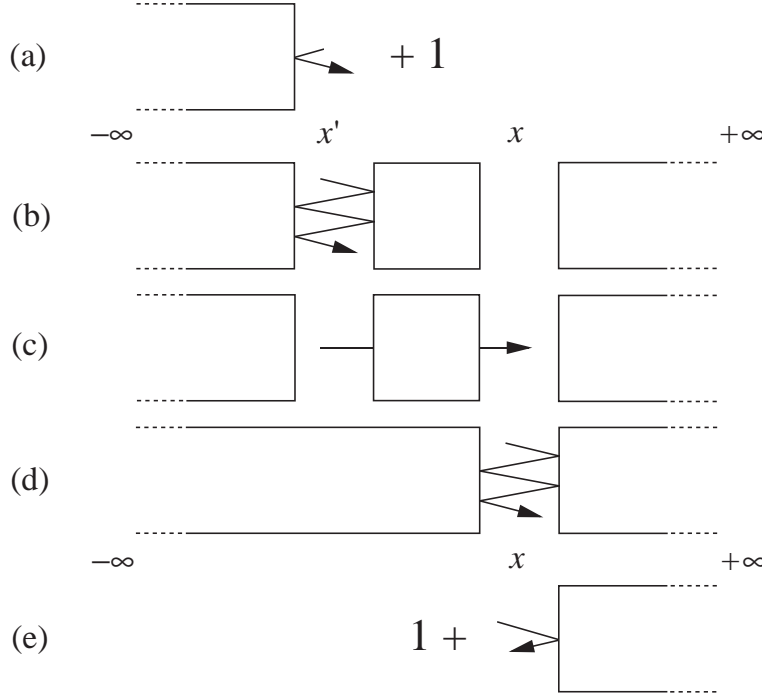 (a) + 1
−∞ x' x +∞
(b)
(c)
(d)
−∞ x +∞
(e) 1 +